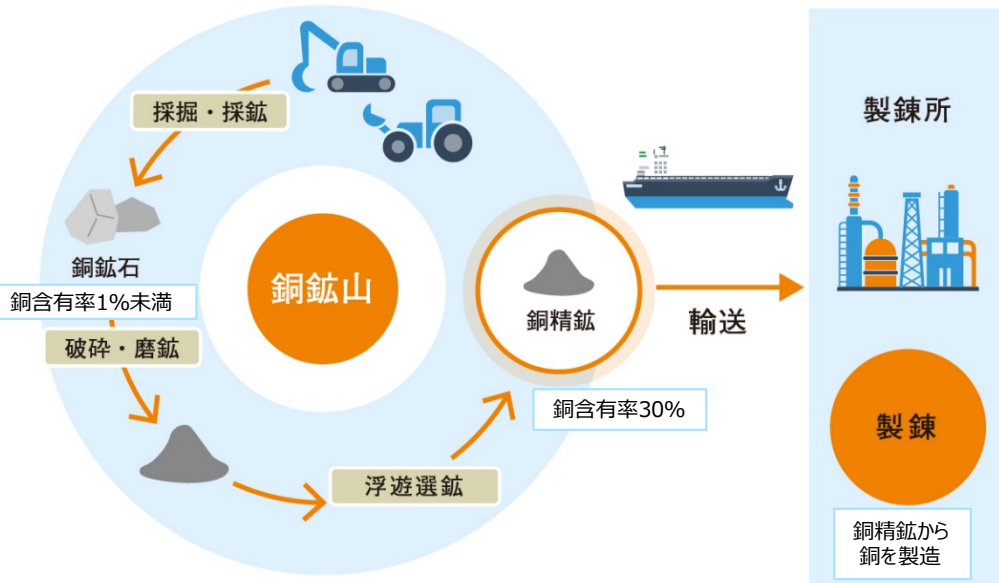 採掘・採鉱
銅鉱石
銅含有率1%未満
破砕・磨鉱
浮遊選鉱
銅鉱山
銅精鉱
銅含有率30%
輸送
製錬所
製錬
銅精鉱から
銅を製造